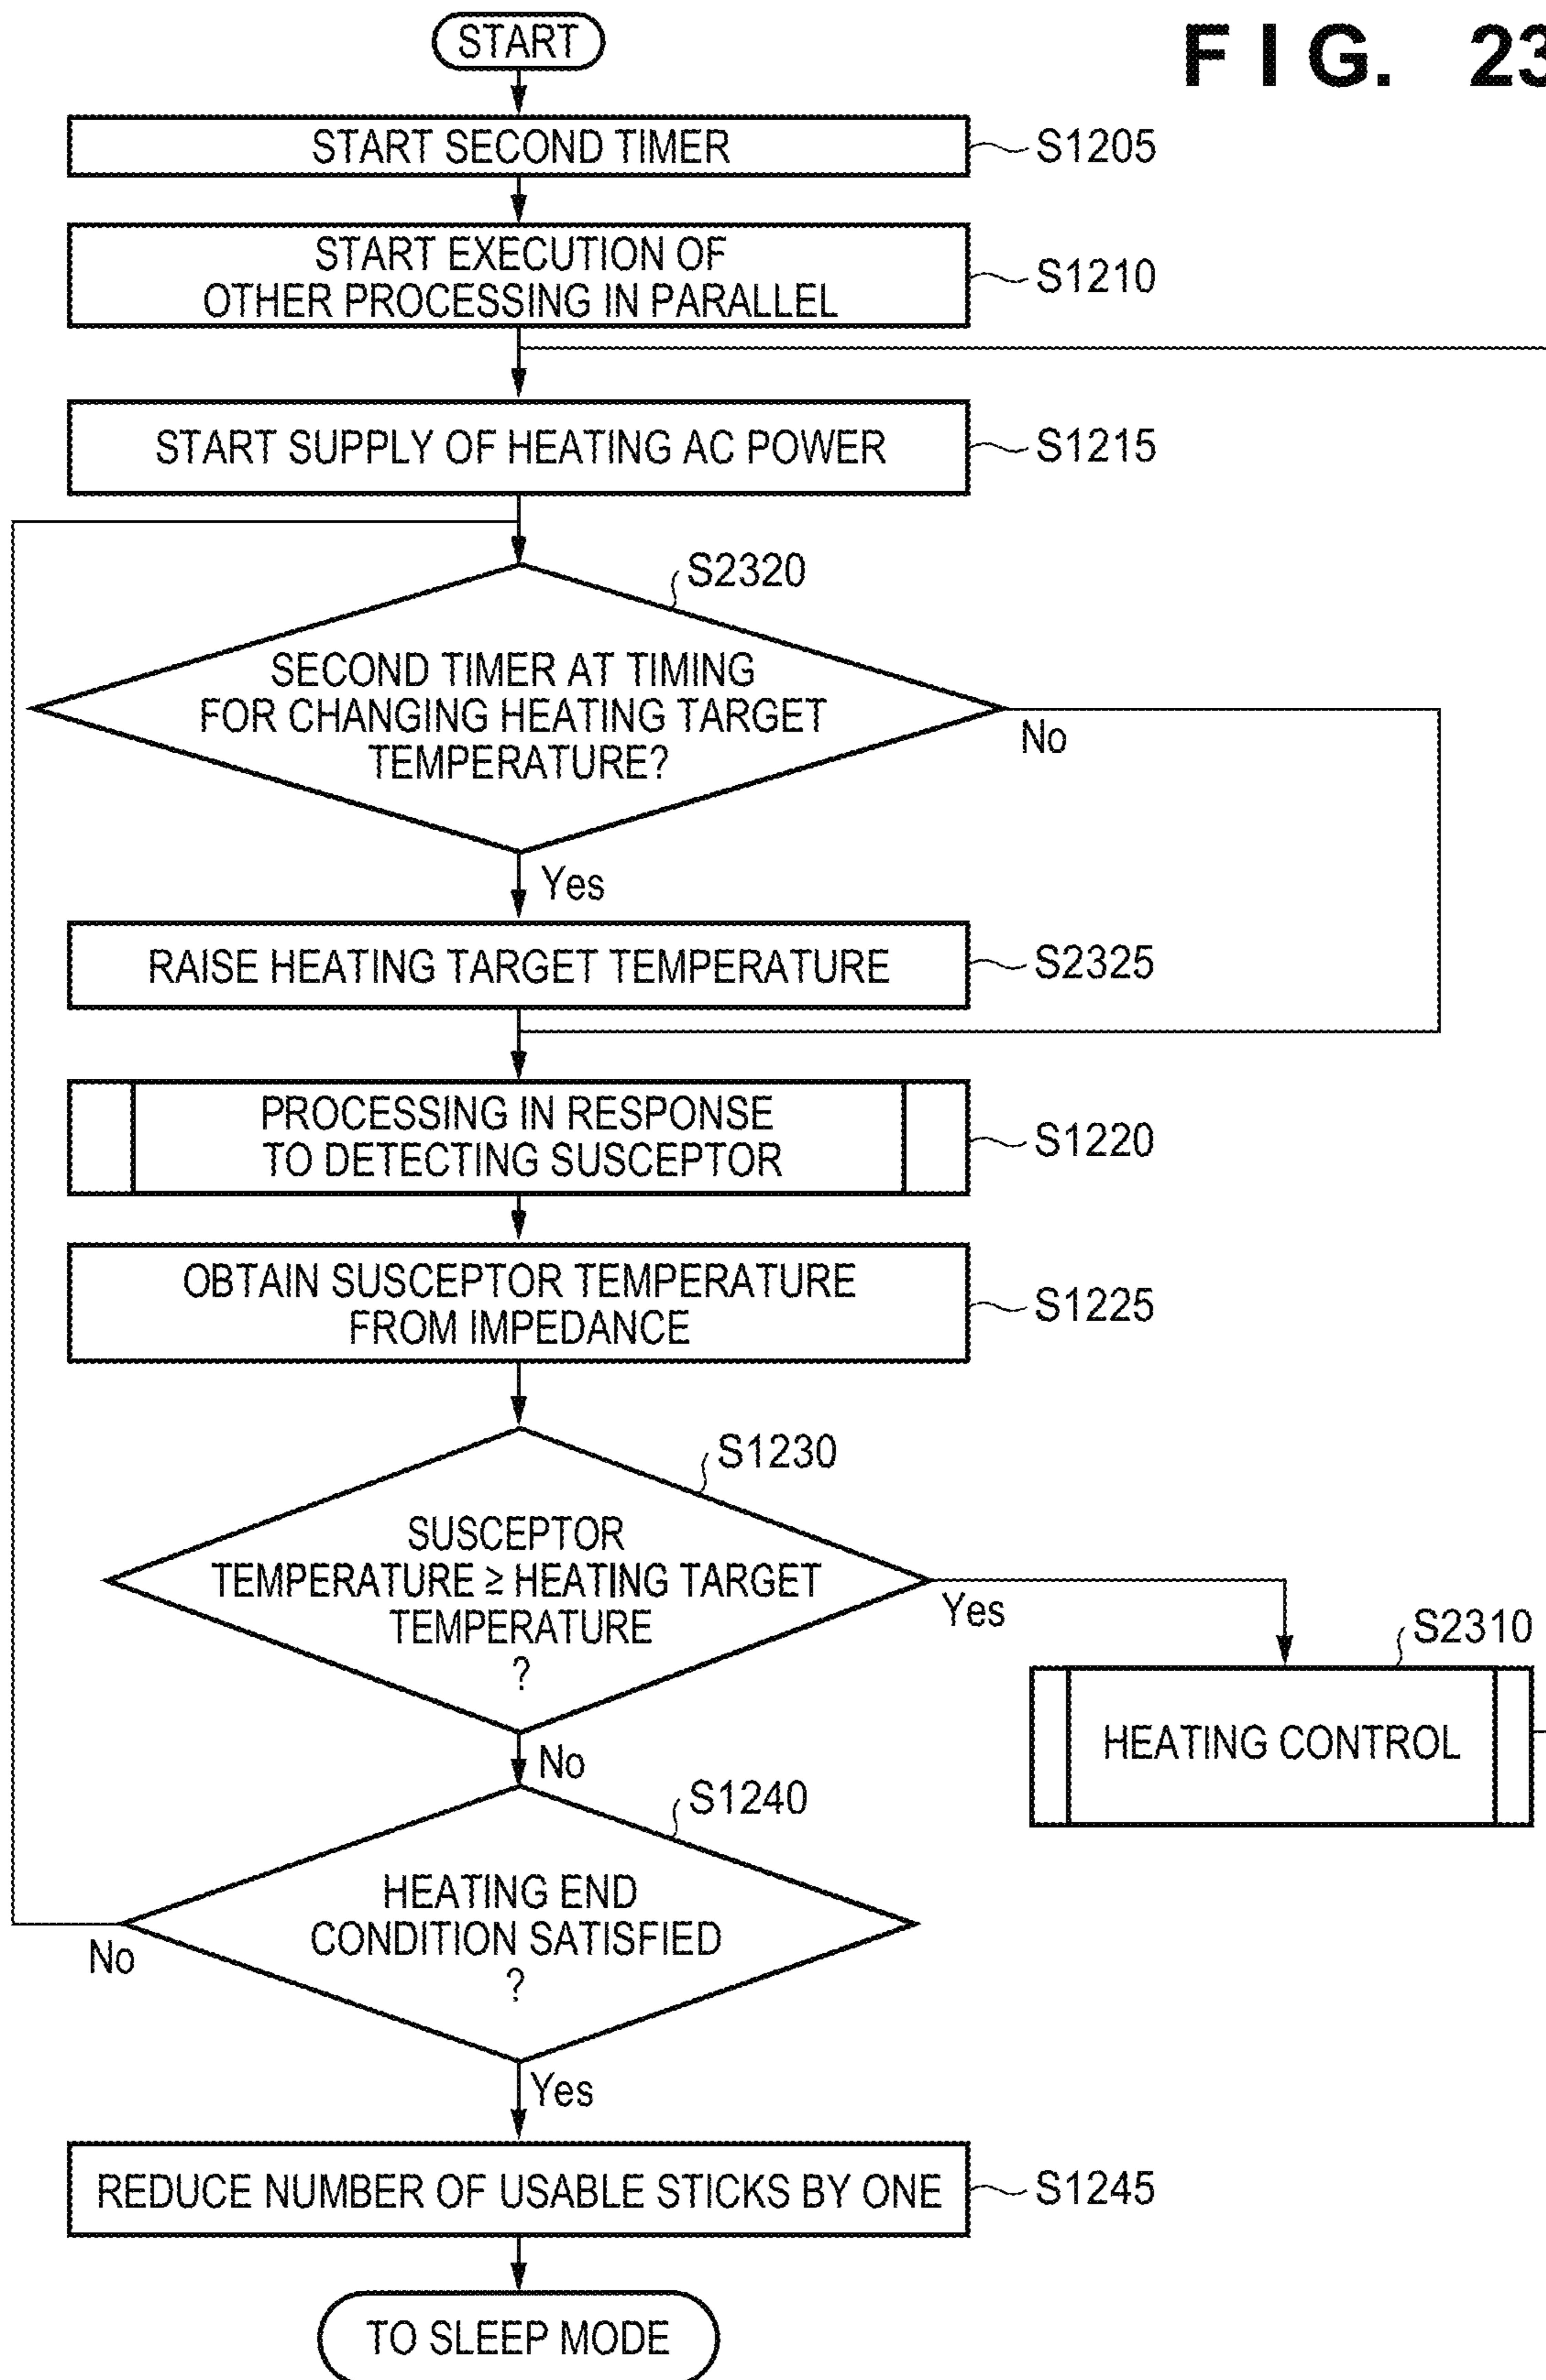 START
FIG. 23
START SECOND TIMER
S1205
START EXECUTION OF
OTHER PROCESSING IN PARALLEL
S1210
START SUPPLY OF HEATING AC POWER
S1215
S2320
SECOND TIMER AT TIMING
FOR CHANGING HEATING TARGET
TEMPERATURE?
No
Yes
RAISE HEATING TARGET TEMPERATURE
S2325
PROCESSING IN RESPONSE
TO DETECTING SUSCEPTOR
S1220
OBTAIN SUSCEPTOR TEMPERATURE
FROM IMPEDANCE
S1225
S1230
SUSCEPTOR
TEMPERATURE ≧ HEATING TARGET
TEMPERATURE
?
Yes
S2310
HEATING CONTROL
No
S1240
HEATING END
CONDITION SATISFIED
?
No
Yes
REDUCE NUMBER OF USABLE STICKS BY ONE
S1245
TO SLEEP MODE